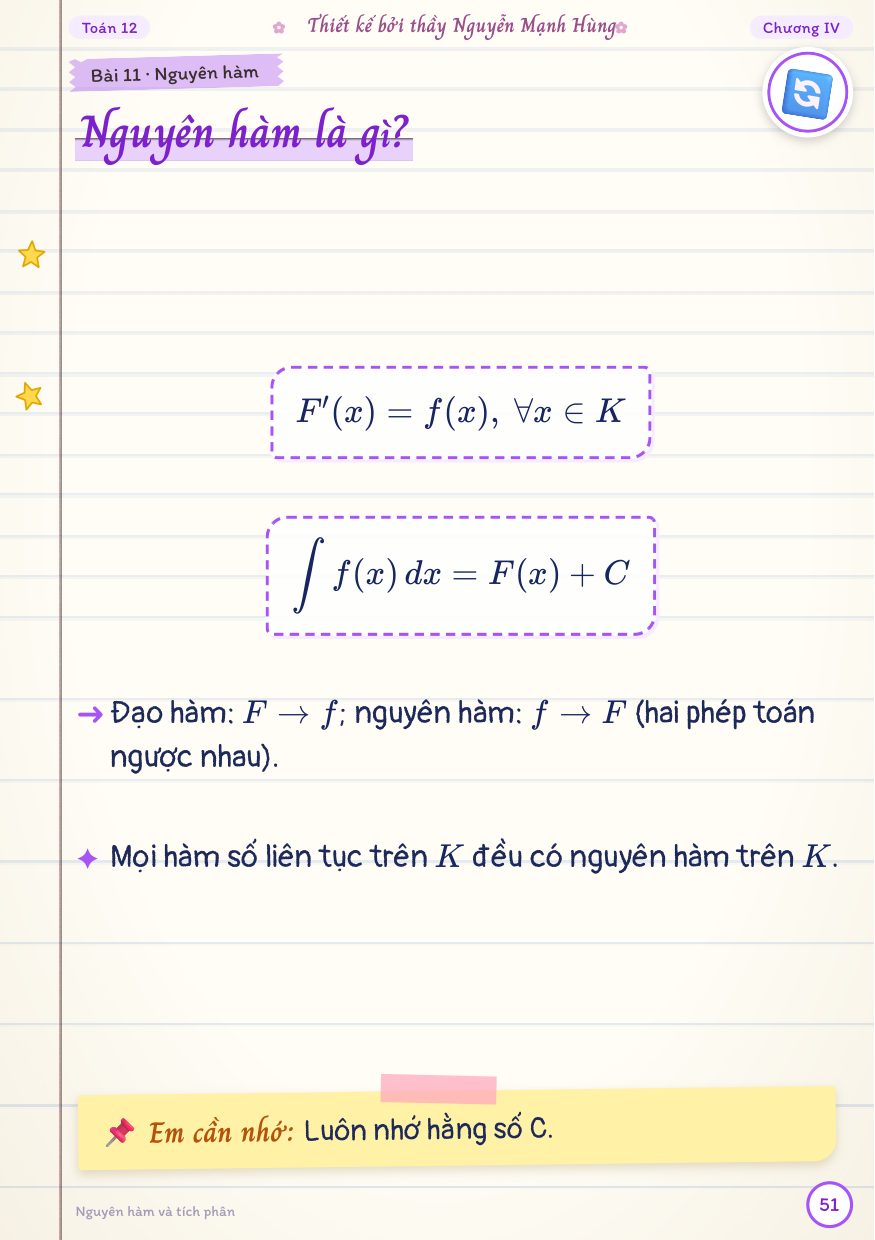 Toán 12
Thiết kế bởi thầy Nguyễn Mạnh Hùng
Chương IV
Bài 11 · Nguyên hàm
Nguyên hàm là gì?
F′(x) = f(x), ∀x ∈ K
∫ f(x) dx = F(x) + C
→ Đạo hàm: F → f; nguyên hàm: f → F (hai phép toán
ngược nhau).
✦ Mọi hàm số liên tục trên K đều có nguyên hàm trên K.
Em cần nhớ: Luôn nhớ hằng số C.
Nguyên hàm và tích phân
51